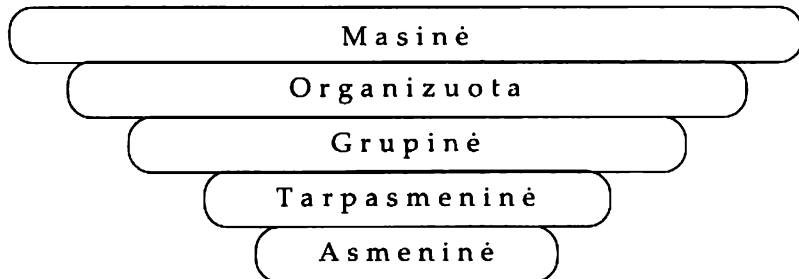 Masinė
Organizuota
Grupinė
Tarpasmeninė
Asmeninė